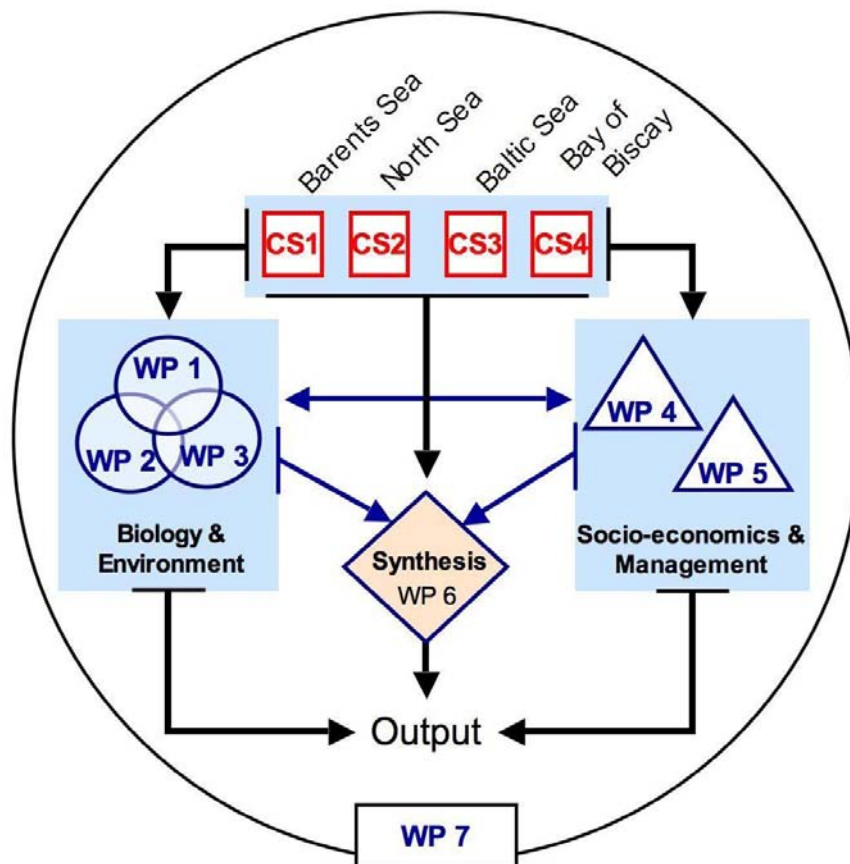 Barents Sea
North Sea
Baltic Sea
Bay of
Biscay
CS1
CS2
CS3
CS4
WP 1
WP 2
WP 3
Biology &
Environment
WP 4
WP 5
Socio-economics &
Management
Synthesis
WP 6
Output
WP 7